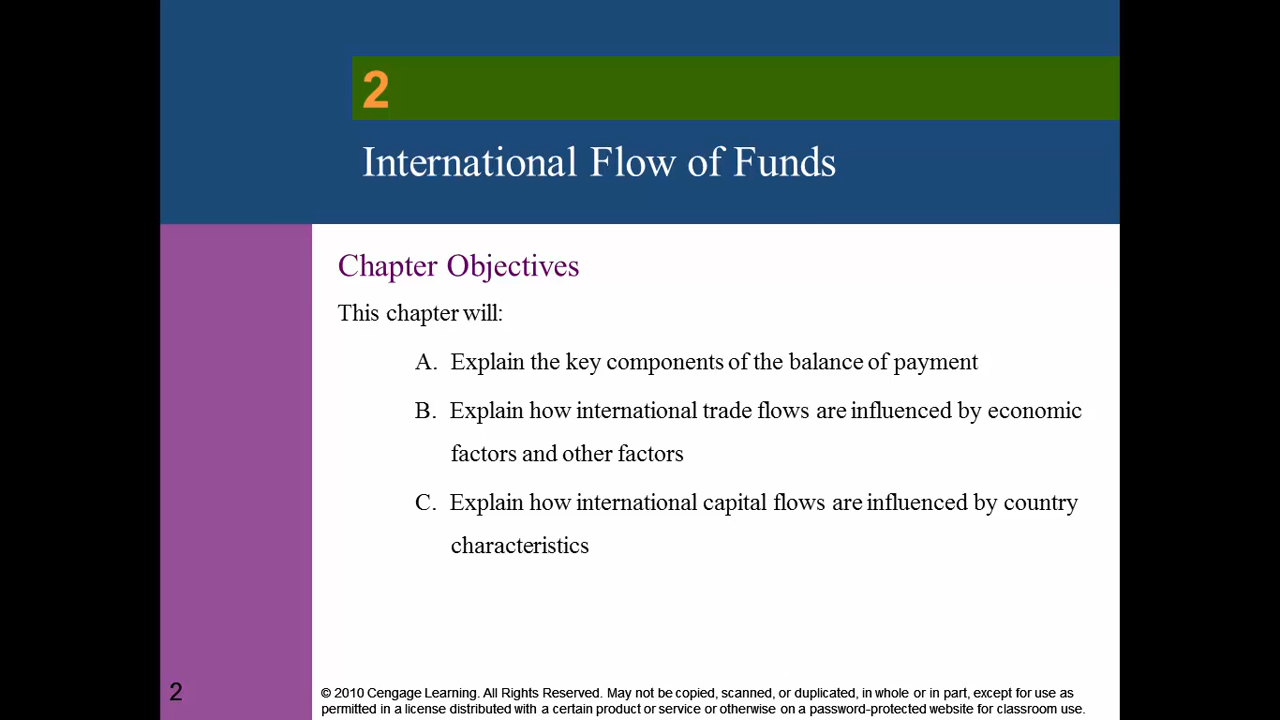 2
International Flow of Funds
Chapter Objectives
This chapter will:
A. Explain the key components of the balance of payment
B. Explain how international trade flows are influenced by economic
factors and other factors
C. Explain how international capital flows are influenced by country
characteristics
2
© 2010 Cengage Learning. All Rights Reserved. May not be copied, scanned, or duplicated, in whole or in part, except for use as
permitted in a license distributed with a certain product or service or otherwise on a password-protected website for classroom use.